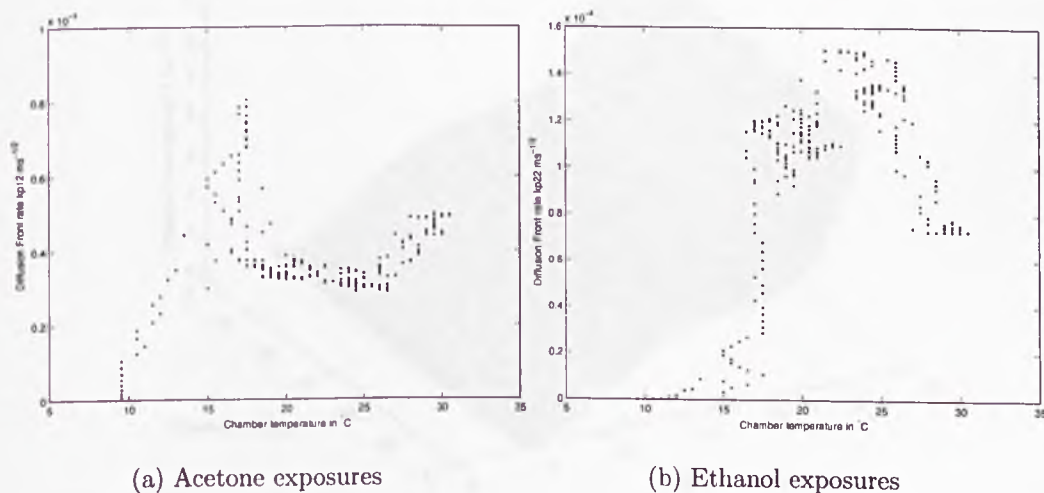 x 10⁻⁴
1
0.8
0.6
0.4
0.2
0
5 10 15 20 25 30 35
Diffusion Front rate kp12 ms⁻¹ᐟ²
Chamber temperature in °C
(a) Acetone exposures
x 10⁻⁴
1.6
1.4
1.2
1
0.8
0.6
0.4
0.2
0
5 10 15 20 25 30 35
Diffusion Front rate kp22 ms⁻¹ᐟ²
Chamber temperature in °C
(b) Ethanol exposures